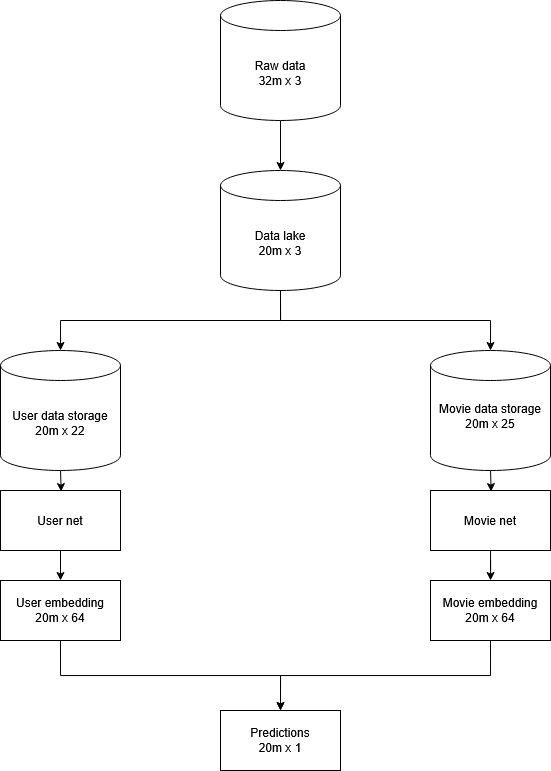 Raw data
32m x 3
Data lake
20m x 3
User data storage
20m x 22
Movie data storage
20m x 25
User net
Movie net
User embedding
20m x 64
Movie embedding
20m x 64
Predictions
20m x 1